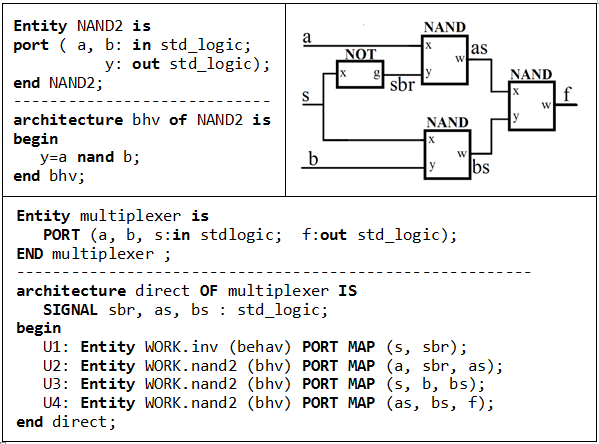 Entity NAND2 is
port ( a, b: in std_logic;
y: out std_logic);
end NAND2;
-----------------------------
architecture bhv of NAND2 is
begin
y=a nand b;
end bhv;
a
NAND
x
y
w
as
NOT
x
g
sbr
s
NAND
x
y
w
f
NAND
x
y
w
bs
b
Entity multiplexer is
PORT (a, b, s:in stdlogic; f:out std_logic);
END multiplexer ;
---------------------------------------------------------
architecture direct OF multiplexer IS
SIGNAL sbr, as, bs : std_logic;
begin
U1: Entity WORK.inv (behav) PORT MAP (s, sbr);
U2: Entity WORK.nand2 (bhv) PORT MAP (a, sbr, as);
U3: Entity WORK.nand2 (bhv) PORT MAP (s, b, bs);
U4: Entity WORK.nand2 (bhv) PORT MAP (as, bs, f);
end direct;